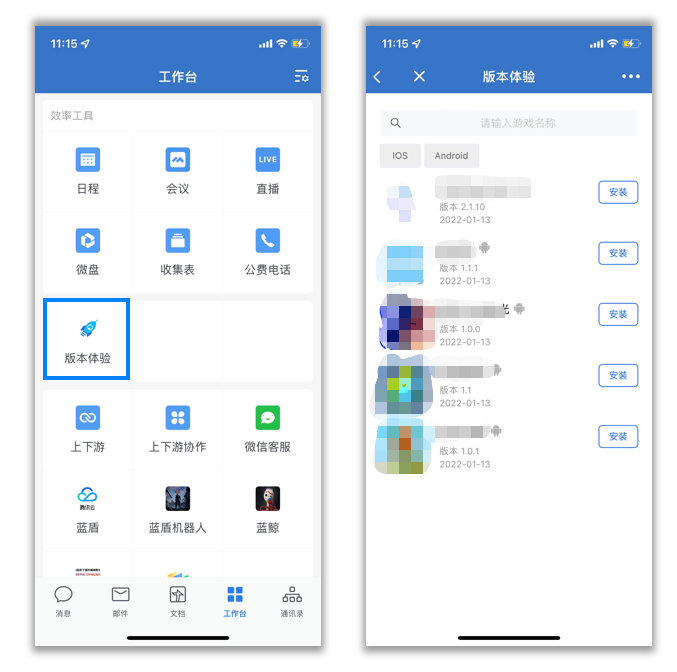 11:15
工作台
效率工具
日程
会议
LIVE
直播
微盘
收集表
公费电话
版本体验
上下游
上下游协作
微信客服
腾讯云
蓝盾
蓝盾机器人
蓝鲸
消息
邮件
文档
工作台
通讯录
11:15
版本体验
请输入游戏名称
IOS
Android
版本 2.1.10
2022-01-13
安装
版本 1.1.1
2022-01-13
安装
光
版本 1.0.0
2022-01-13
安装
版本 1.1
2022-01-13
安装
版本 1.0.1
2022-01-13
安装